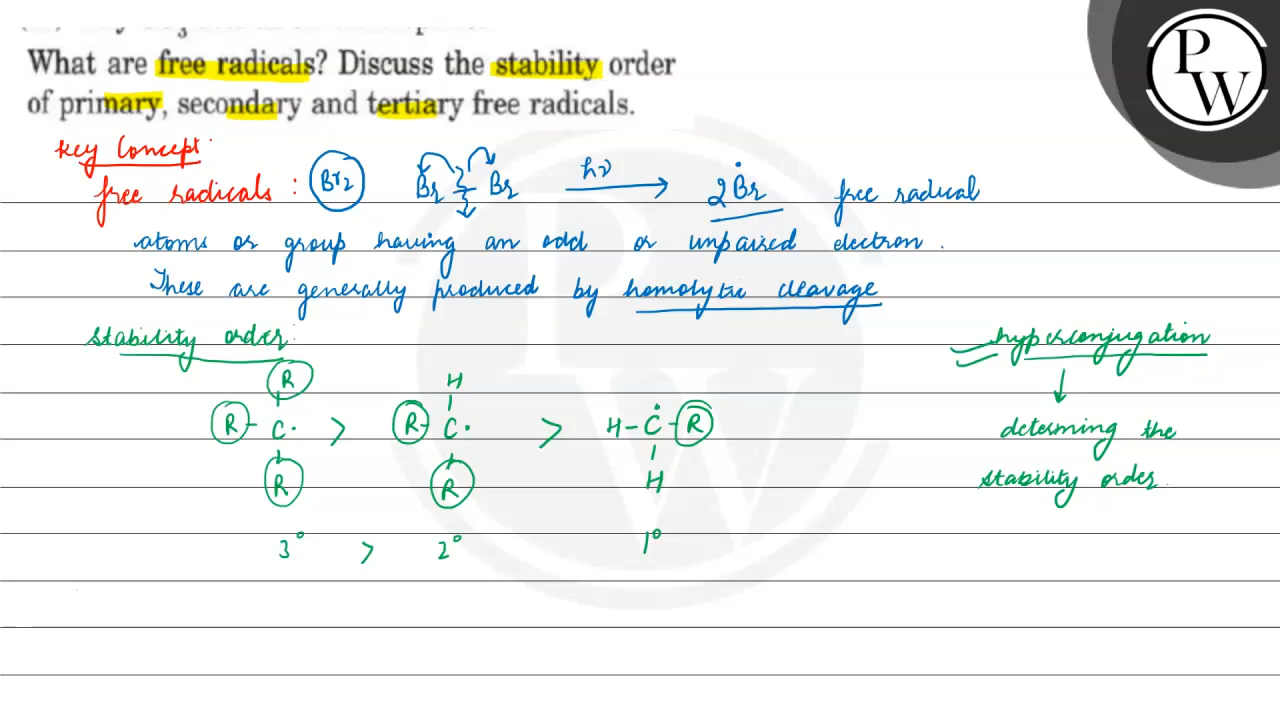 What are free radicals? Discuss the stability order
of primary, secondary and tertiary free radicals.
P
W
Key Concept:
free radicals : Br₂ Br - Br hν 2Ḃr free radical
atoms or group having an odd or unpaired electron.
These are generally produced by homolytic cleavage
Stability order:
hyperconjugation
R H
R - C· > R - C· > H - Ċ - R
R R H
determining the
stability order.
3° > 2° 1°